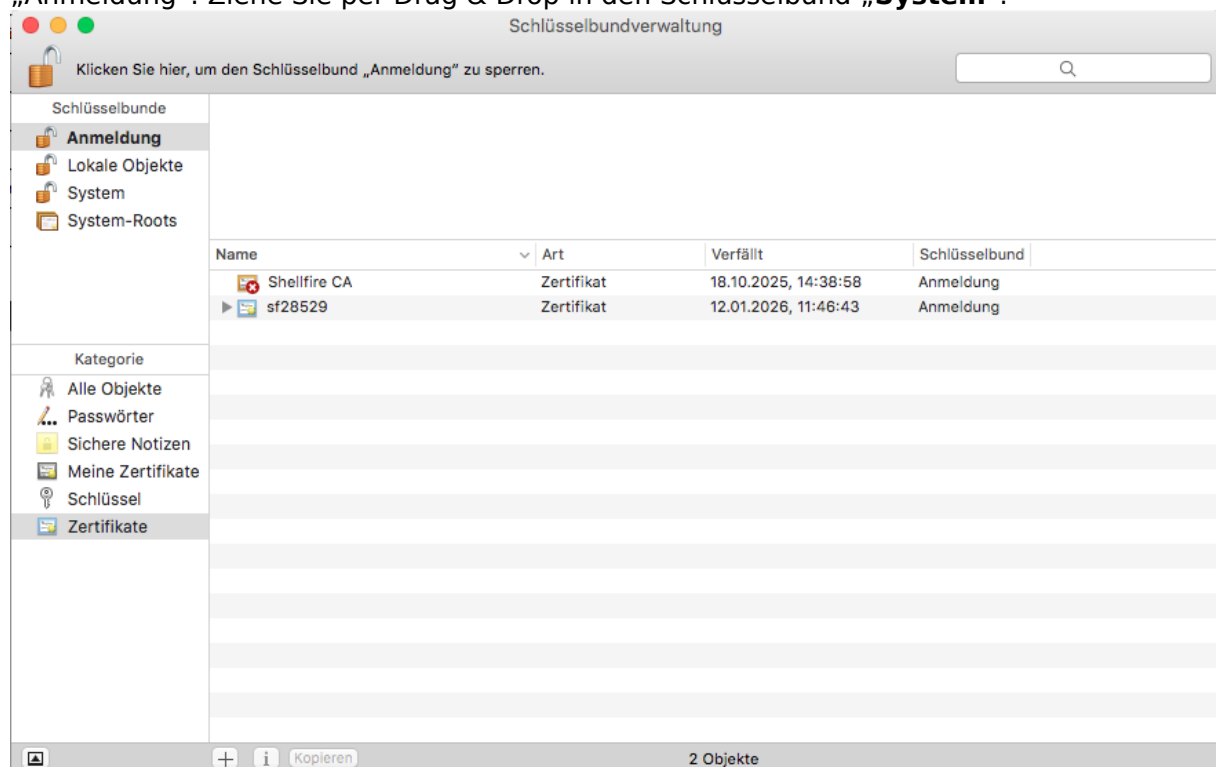 „Anmeldung“. Ziehe Sie per Drag & Drop in den Schlüsselbund „System“.
Schlüsselbundverwaltung
Klicken Sie hier, um den Schlüsselbund „Anmeldung“ zu sperren.
Schlüsselbunde
Anmeldung
Lokale Objekte
System
System-Roots
Name Art Verfällt Schlüsselbund
Shellfire CA Zertifikat 18.10.2025, 14:38:58 Anmeldung
sf28529 Zertifikat 12.01.2026, 11:46:43 Anmeldung
Kategorie
Alle Objekte
Passwörter
Sichere Notizen
Meine Zertifikate
Schlüssel
Zertifikate
+ i Kopieren 2 Objekte